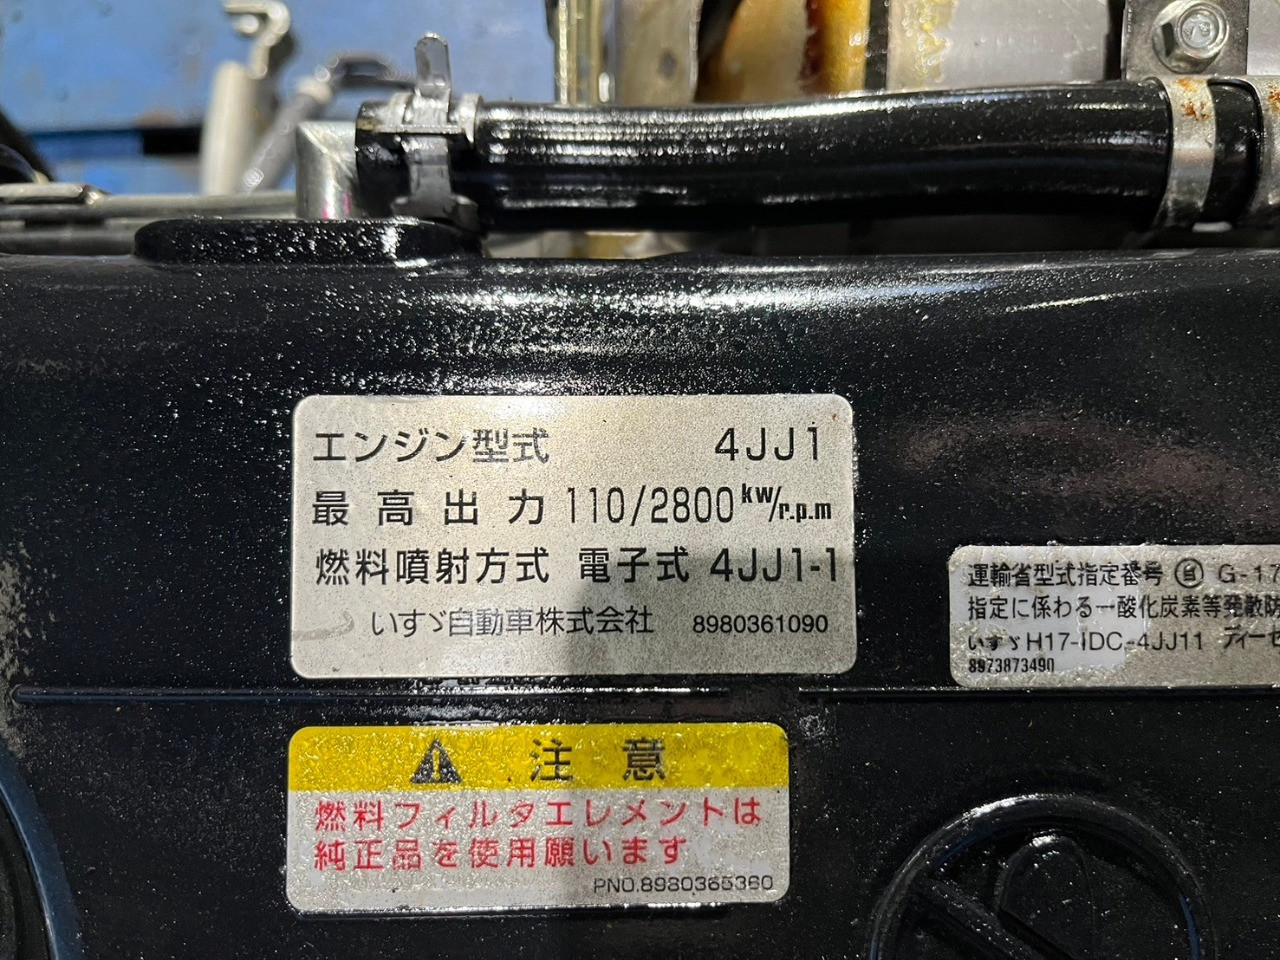 エンジン型式 4JJ1
最高出力 110/2800 kw/r.p.m
燃料噴射方式 電子式 4JJ1-1
いすゞ自動車株式会社 8980361090
運輸省型式指定番号 G-17
指定に係わる一酸化炭素等発散防
いすゞH17-IDC-4JJ11 ディーゼ
8973873490
注意
燃料フィルタエレメントは
純正品を使用願います
PNO.8980365360